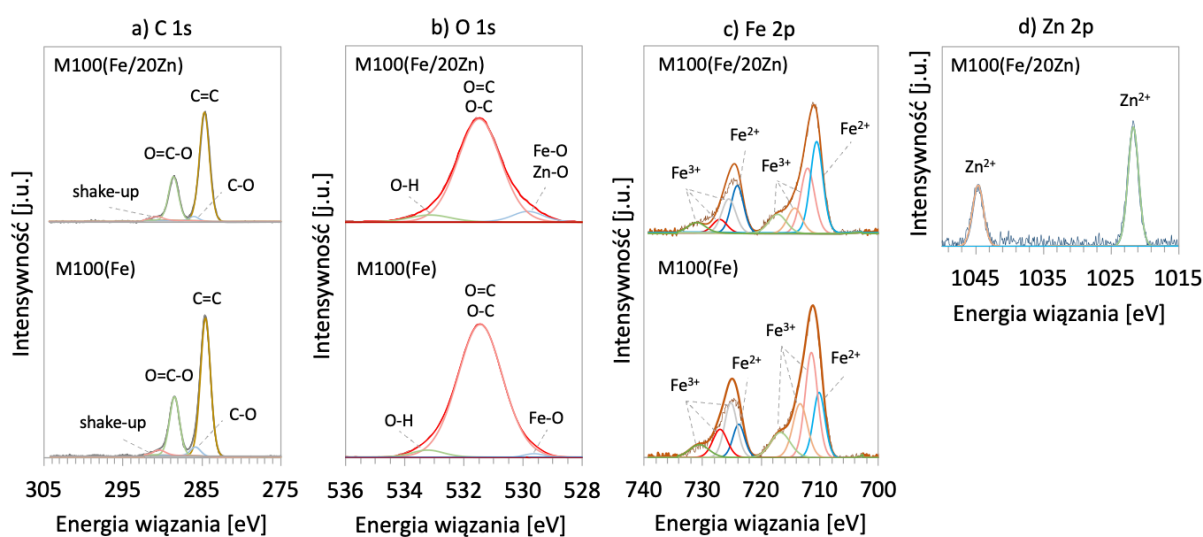 a) C 1s
Intensywność [j.u.]
M100(Fe/20Zn)
C=C
O=C-O
shake-up
C-O
M100(Fe)
C=C
O=C-O
shake-up
C-O
305 295 285 275
Energia wiązania [eV]
b) O 1s
Intensywność [j.u.]
M100(Fe/20Zn)
O=C
O-C
Fe-O
Zn-O
O-H
M100(Fe)
O=C
O-C
O-H
Fe-O
536 534 532 530 528
Energia wiązania [eV]
c) Fe 2p
Intensywność [j.u.]
M100(Fe/20Zn)
Fe²⁺
Fe³⁺
Fe³⁺
Fe²⁺
M100(Fe)
Fe³⁺
Fe²⁺
Fe²⁺
Fe³⁺
740 730 720 710 700
Energia wiązania [eV]
d) Zn 2p
Intensywność [j.u.]
M100(Fe/20Zn)
Zn²⁺
Zn²⁺
1045 1035 1025 1015
Energia wiązania [eV]